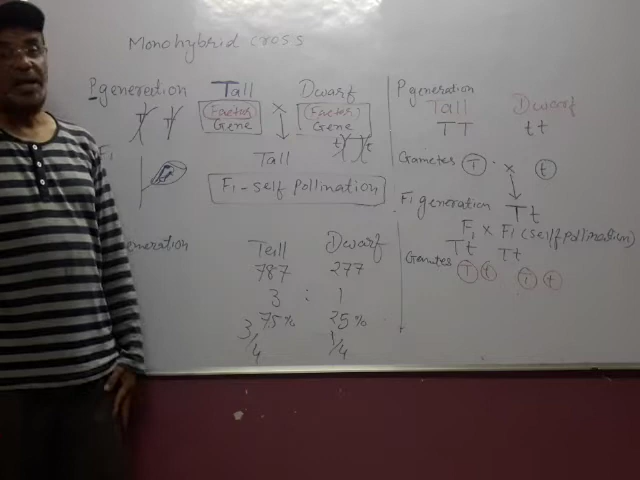 Monohybrid cross
P generation Tall Dwarf
(Factor) × (Factor)
Gene Gene
t t
F1 Tall
F1 - self Pollination
eneration Tall Dwarf
787 277
3 : 1
75% 25%
3/4 1/4
P generation
Tall Dwarf
TT tt
Gametes T × t
F1 generation Tt
F1 × F1 (self pollination)
Tt Tt
Gametes T t T t